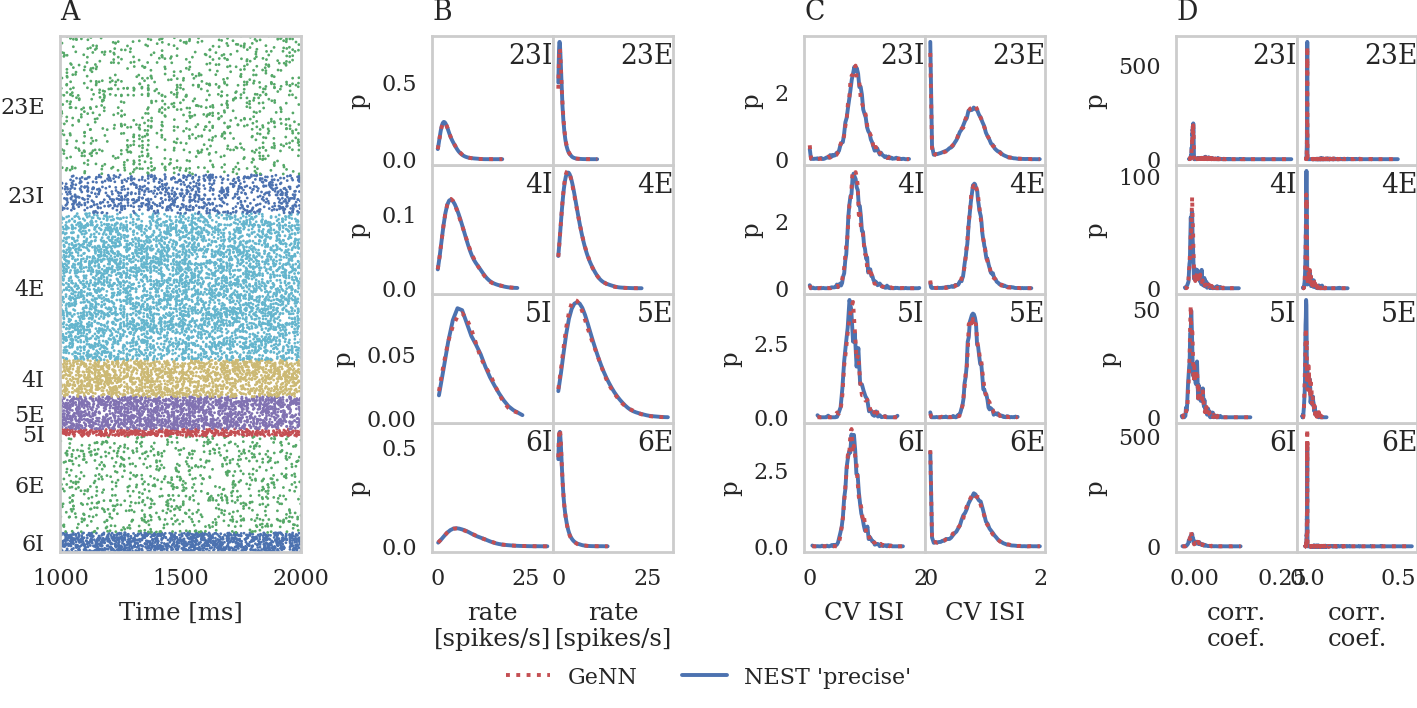 A
B
C
D
23E
23I
4E
4I
5E
5I
6E
6I
1000
1500
2000
Time [ms]
p
0.5
0.0
23I
23E
p
0.1
0.0
4I
4E
p
0.05
0.00
5I
5E
p
0.5
0.0
6I
6E
0
25
0
25
rate
[spikes/s]
rate
[spikes/s]
p
2
0
23I
23E
p
2
0
4I
4E
p
2.5
0.0
5I
5E
p
2.5
0.0
6I
6E
0
2
0
2
CV ISI
CV ISI
p
500
0
23I
23E
p
100
0
4I
4E
p
50
0
5I
5E
p
500
0
6I
6E
0.00
0.25
0.0
0.5
corr.
coef.
corr.
coef.
GeNN
NEST 'precise'